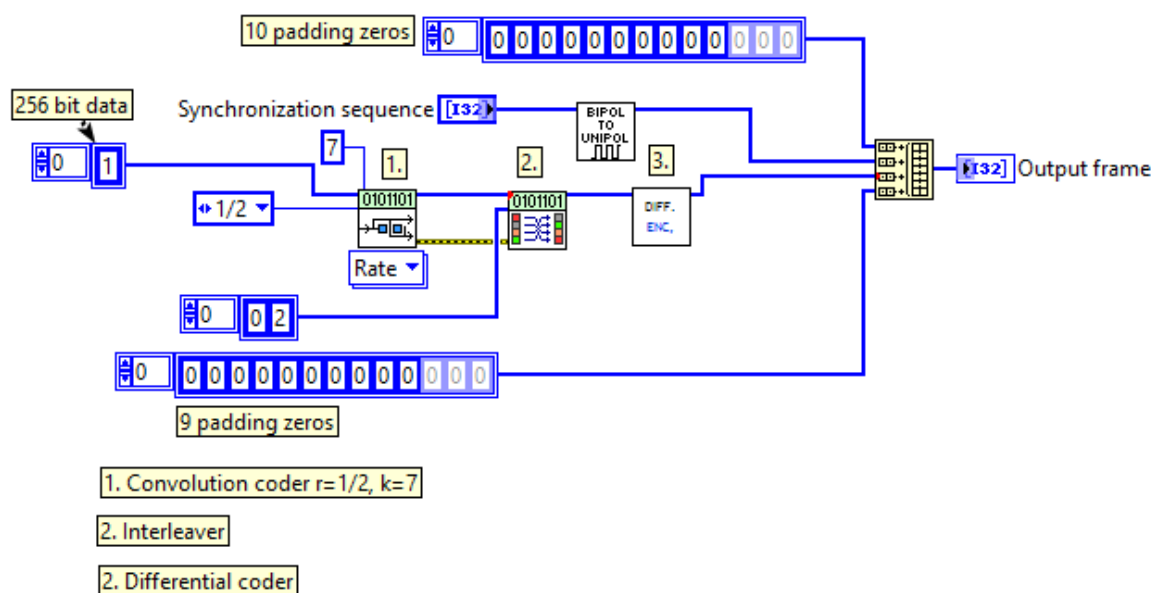 10 padding zeros
0
0 0 0 0 0 0 0 0 0 0 0 0 0
256 bit data
0
1
Synchronization sequence
[I32]
BIPOL
TO
UNIPOL
7
1.
2.
3.
[I32]
Output frame
1/2
0101101
0101101
DIFF.
ENC,
Rate
0
0 2
0
0 0 0 0 0 0 0 0 0 0 0 0 0
9 padding zeros
1. Convolution coder r=1/2, k=7
2. Interleaver
2. Differential coder